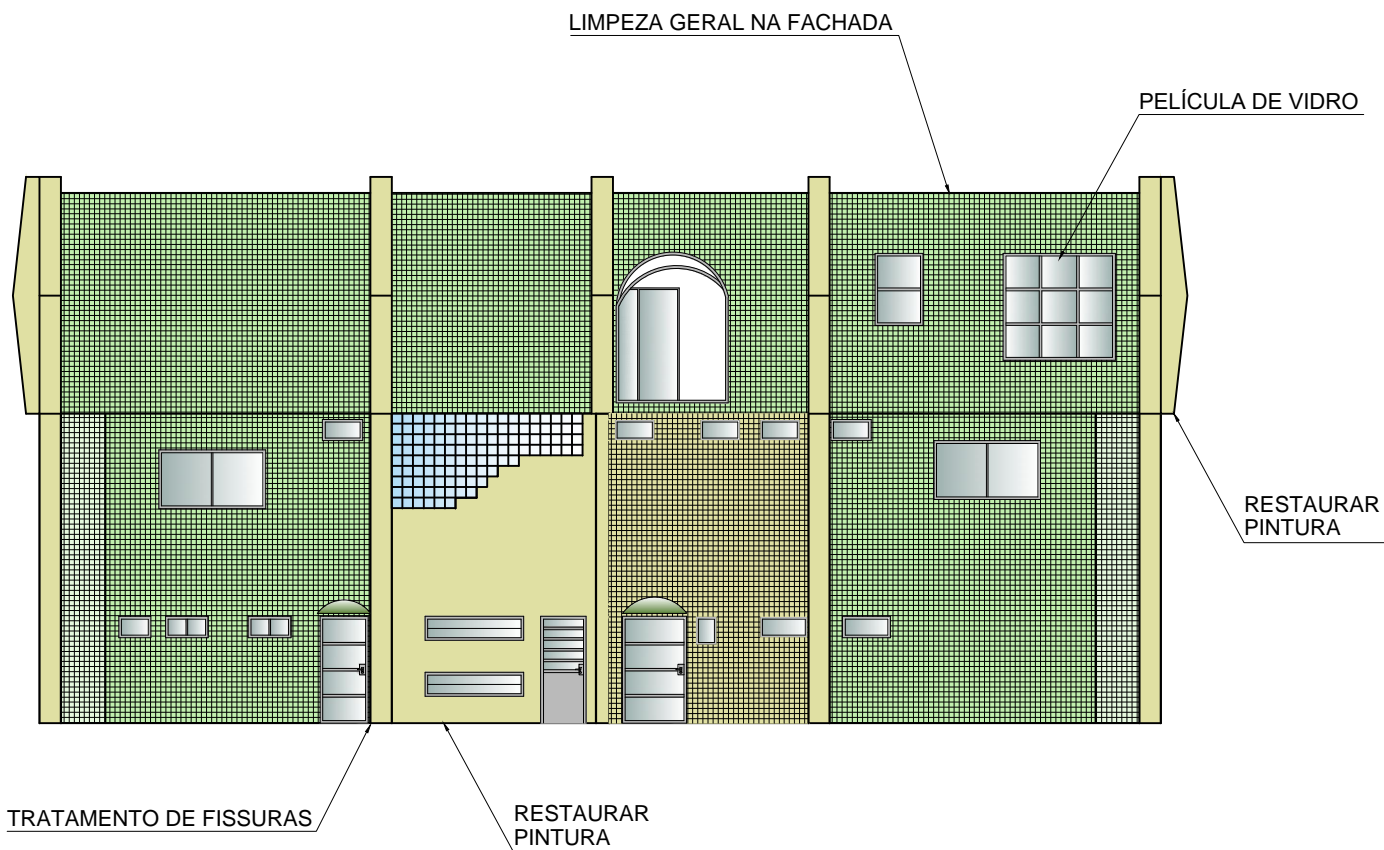 LIMPEZA GERAL NA FACHADA
PELÍCULA DE VIDRO
RESTAURAR
PINTURA
TRATAMENTO DE FISSURAS
RESTAURAR
PINTURA